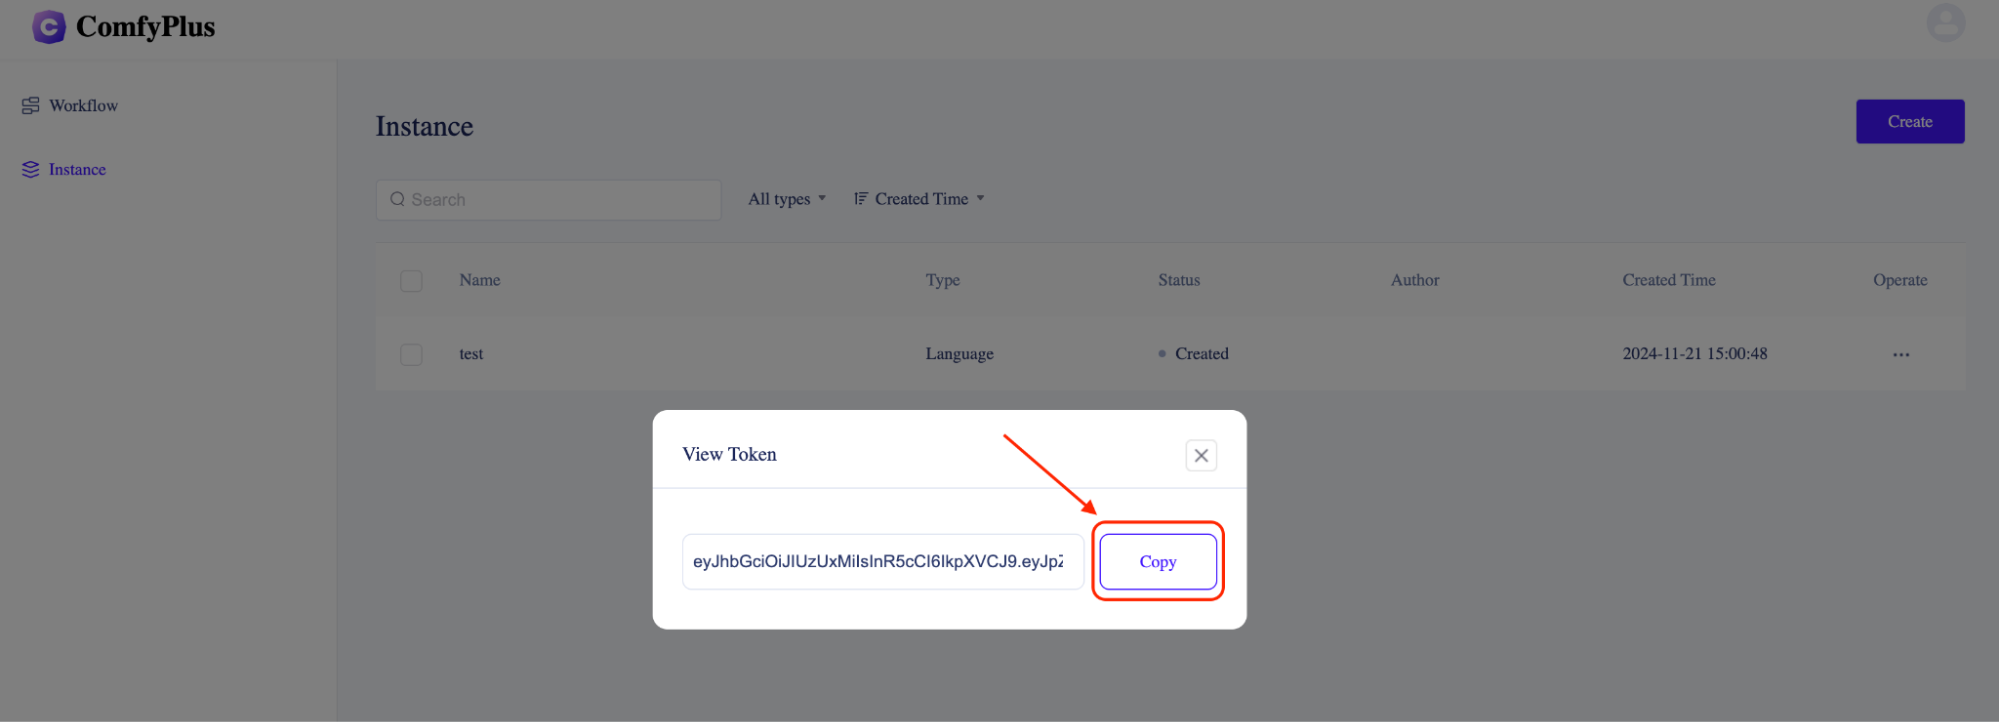 ComfyPlus
Workflow
Instance
Instance
Create
Search
All types
Created Time
Name Type Status Author Created Time Operate
test Language Created 2024-11-21 15:00:48
View Token
eyJhbGciOiJIUzUxMiIsInR5cCI6IkpXVCJ9.eyJpZ
Copy